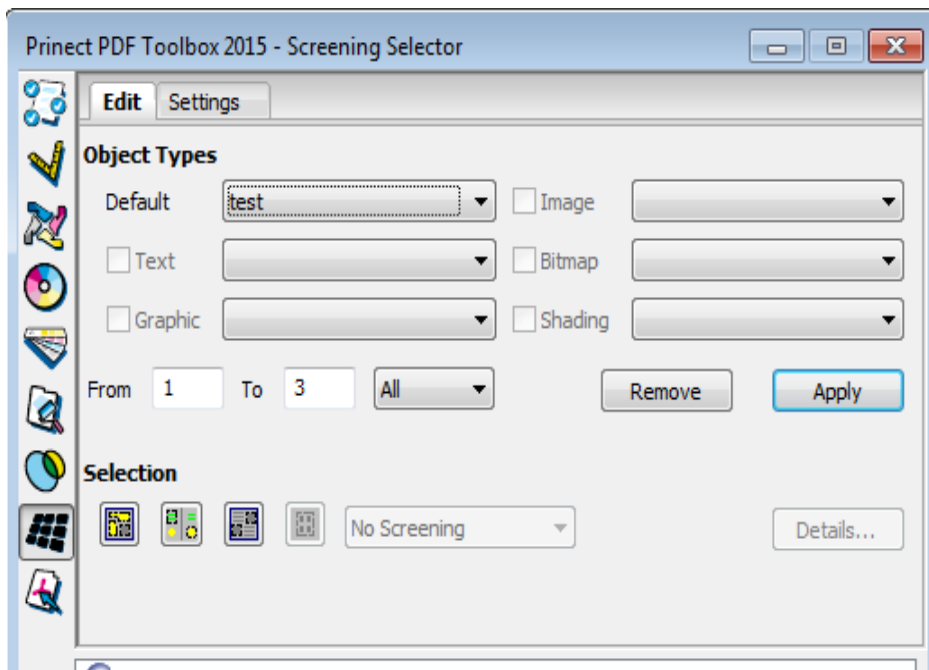 Prinect PDF Toolbox 2015 - Screening Selector
Edit Settings
Object Types
Default test Image
Text Bitmap
Graphic Shading
From 1 To 3 All Remove Apply
Selection
No Screening Details...